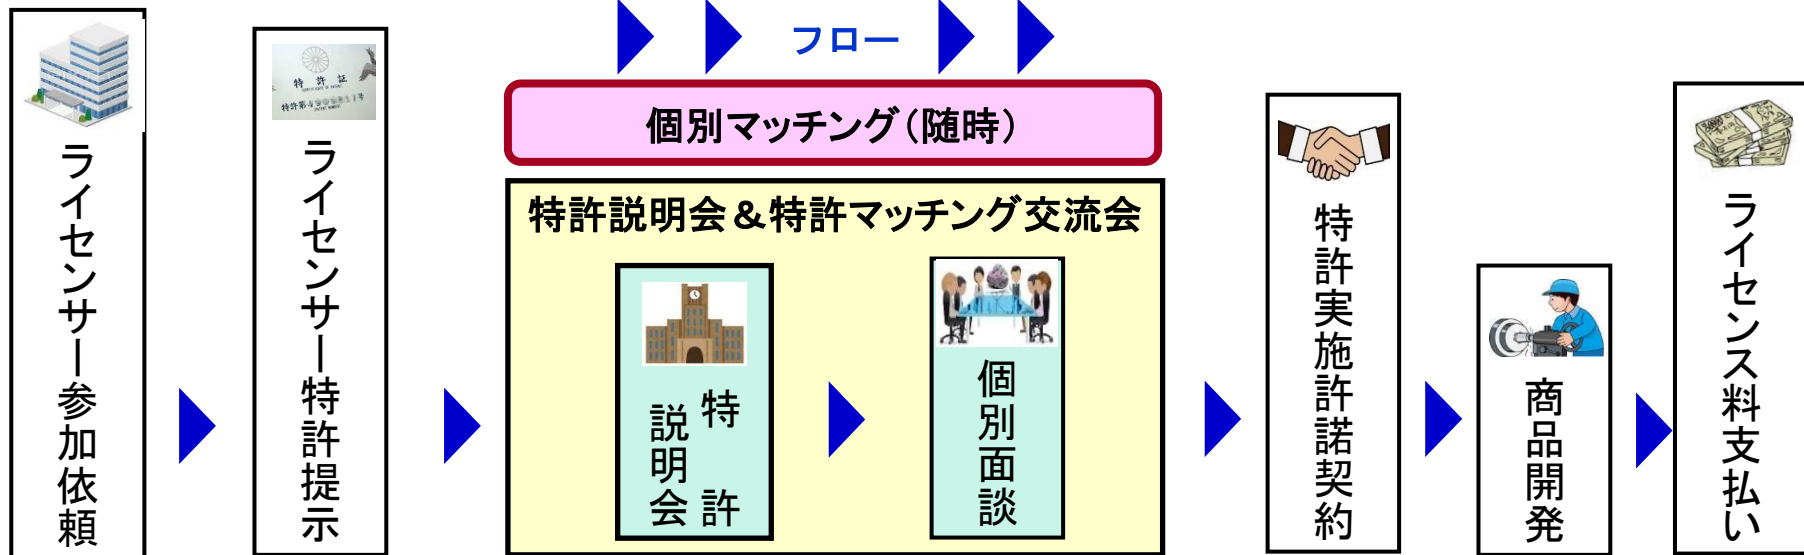 フロー
ライセンサー参加依頼
ライセンサー特許提示
特許証
個別マッチング（随時）
特許説明会＆特許マッチング交流会
特許
説明会
個別面談
特許実施許諾契約
商品開発
ライセンス料支払い